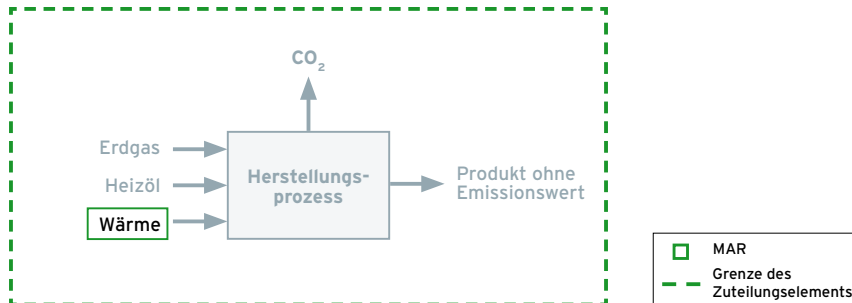 CO₂
Erdgas
Heizöl
Wärme
Herstellungs-
prozess
Produkt ohne
Emissionswert
MAR
Grenze des
Zuteilungselements